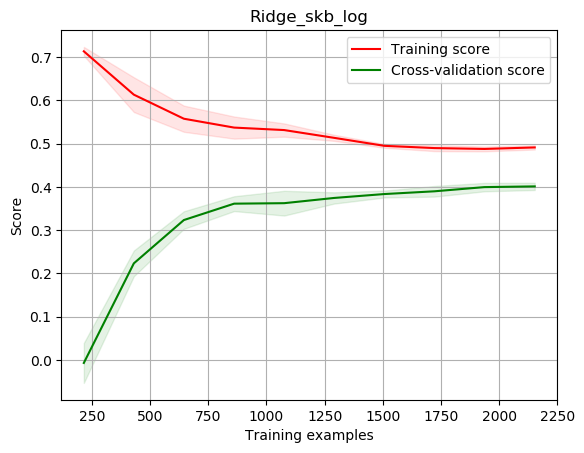 Ridge_skb_log
Training score
Cross-validation score
0.7
0.6
0.5
0.4
0.3
0.2
0.1
0.0
Score
250 500 750 1000 1250 1500 1750 2000 2250
Training examples